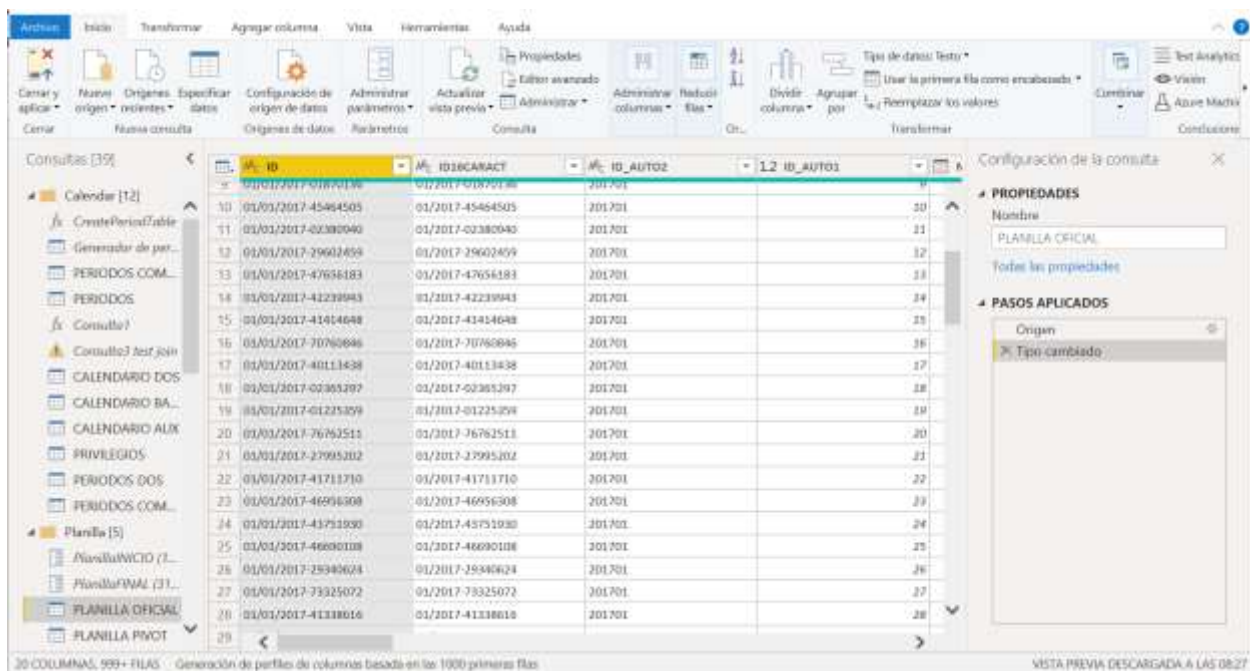 Archivo Inicio Transformar Agregar columna Vista Herramientas Ayuda
Cerrar y aplicar
Nuevo origen
Orígenes recientes
Especificar datos
Configuración de origen de datos
Administrar parámetros
Actualizar vista previa
Propiedades
Editor avanzado
Administrar
Administrar columnas
Reducir filas
Dividir columna
Agrupar por
Tipo de datos: Texto
Usar la primera fila como encabezado
Reemplazar los valores
Combinar
Text Analytics
Visión
Azure Machin
Cerrar Nueva consulta Orígenes de datos Parámetros Consulta Or... Transformar Conclusione
Consultas [39]
Calendar [12]
CreatePeriodTable
Generador de per...
PERIODOS COM...
PERIODOS
Consulta1
Consulta3 test join
CALENDARIO DOS
CALENDARIO BA...
CALENDARIO AUX
PRIVILEGIOS
PERIODOS DOS
PERIODOS COM...
Planilla [5]
PlanillaINICIO (1...
PlanillaFINAL (31...
PLANILLA OFICIAL
PLANILLA PIVOT
ID ID16CARACT ID_AUTO2 1.2 ID_AUTO1
10 01/01/2017-45464505 01/2017-45464505 201701 10
11 01/01/2017-02380940 01/2017-02380940 201701 11
12 01/01/2017-29602459 01/2017-29602459 201701 12
13 01/01/2017-47656183 01/2017-47656183 201701 13
14 01/01/2017-42239943 01/2017-42239943 201701 14
15 01/01/2017-41414648 01/2017-41414648 201701 15
16 01/01/2017-70760846 01/2017-70760846 201701 16
17 01/01/2017-40113438 01/2017-40113438 201701 17
18 01/01/2017-02365297 01/2017-02365297 201701 18
19 01/01/2017-01225359 01/2017-01225359 201701 19
20 01/01/2017-76762511 01/2017-76762511 201701 20
21 01/01/2017-27995202 01/2017-27995202 201701 21
22 01/01/2017-41711710 01/2017-41711710 201701 22
23 01/01/2017-46956308 01/2017-46956308 201701 23
24 01/01/2017-43751930 01/2017-43751930 201701 24
25 01/01/2017-46690108 01/2017-46690108 201701 25
26 01/01/2017-29340624 01/2017-29340624 201701 26
27 01/01/2017-73325072 01/2017-73325072 201701 27
28 01/01/2017-41338616 01/2017-41338616 201701 28
29
Configuración de la consulta
PROPIEDADES
Nombre
PLANILLA OFICIAL
Todas las propiedades
PASOS APLICADOS
Origen
Tipo cambiado
20 COLUMNAS, 999+ FILAS Generación de perfiles de columnas basada en las 1000 primeras filas
VISTA PREVIA DESCARGADA A LAS 08:27